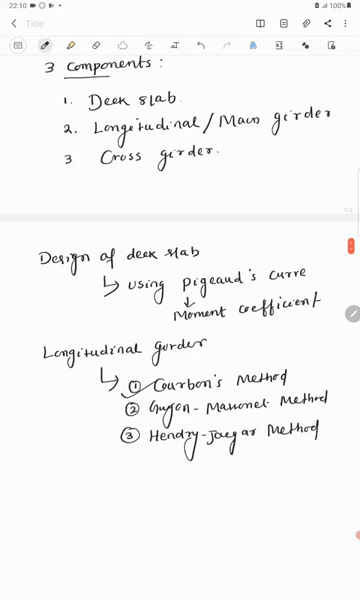 22:10
100%
Title
3 Components :
1. Deck slab.
2. Longitudinal / Main girder
3 Cross girder.
1/2
Design of deck slab
↳ using pigeaud's curve
↓
Moment coefficient
Longitudinal girder
↳ ① Courbon's Method
② Guyon - Massonet Method
③ Hendry - Jaegar Method